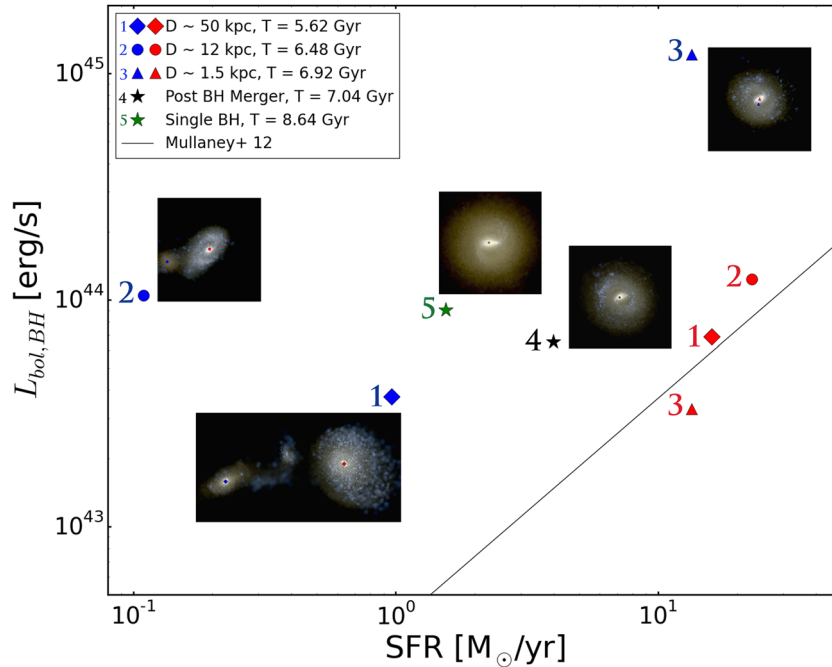 1 D ~ 50 kpc, T = 5.62 Gyr
2 D ~ 12 kpc, T = 6.48 Gyr
3 D ~ 1.5 kpc, T = 6.92 Gyr
4 Post BH Merger, T = 7.04 Gyr
5 Single BH, T = 8.64 Gyr
Mullaney+ 12
3
2
5
4
2
1
1
3
10^45
10^44
10^43
L_bol,BH [erg/s]
10^-1
10^0
10^1
SFR [M_⊙/yr]